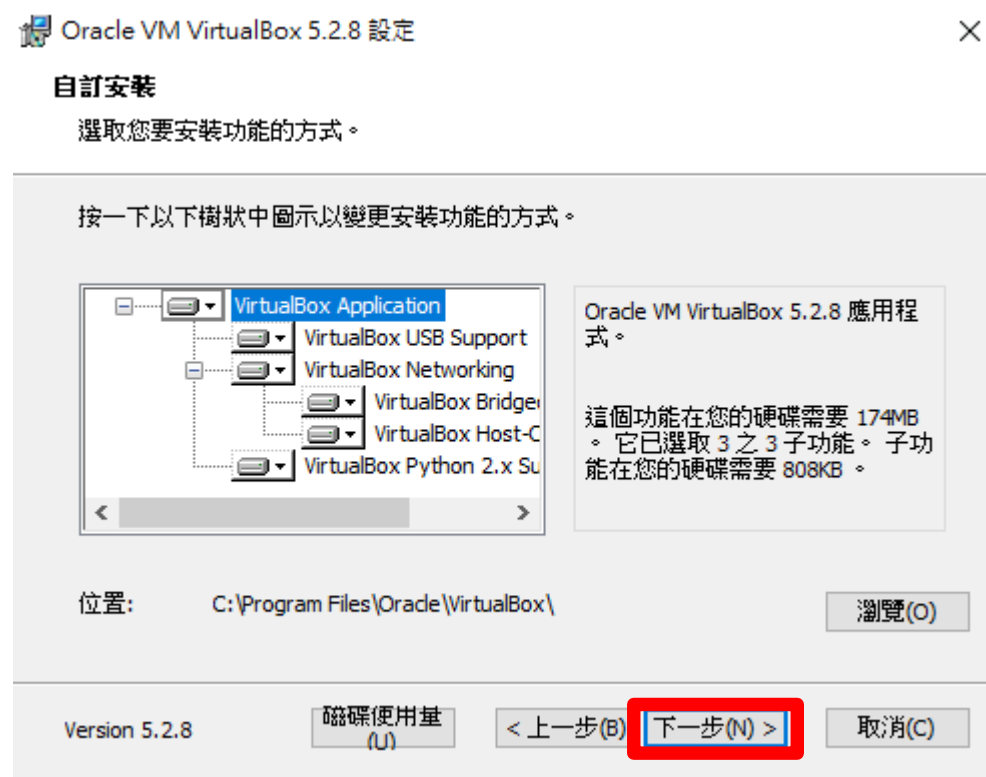 Oracle VM VirtualBox 5.2.8 設定
自訂安裝
選取您要安裝功能的方式。
按一下以下樹狀中圖示以變更安裝功能的方式。
VirtualBox Application
VirtualBox USB Support
VirtualBox Networking
VirtualBox Bridge
VirtualBox Host-C
VirtualBox Python 2.x Su
Oracle VM VirtualBox 5.2.8 應用程
式。
這個功能在您的硬碟需要 174MB
。 它已選取 3 之 3 子功能。 子功
能在您的硬碟需要 808KB 。
位置:
C:\Program Files\Oracle\VirtualBox\
瀏覽(O)
Version 5.2.8
磁碟使用量
(U)
< 上一步(B)
下一步(N) >
取消(C)